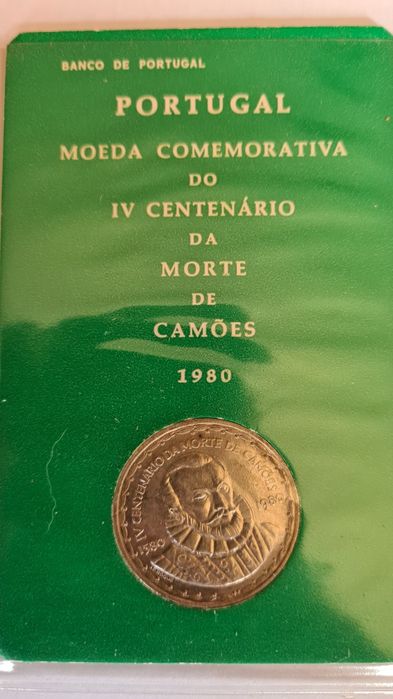 BANCO DE PORTUGAL
PORTUGAL
MOEDA COMEMORATIVA
DO
IV CENTENÁRIO
DA
MORTE
DE
CAMÕES
1980
IV CENTENÁRIO DA MORTE DE CAMÕES
1580
1980